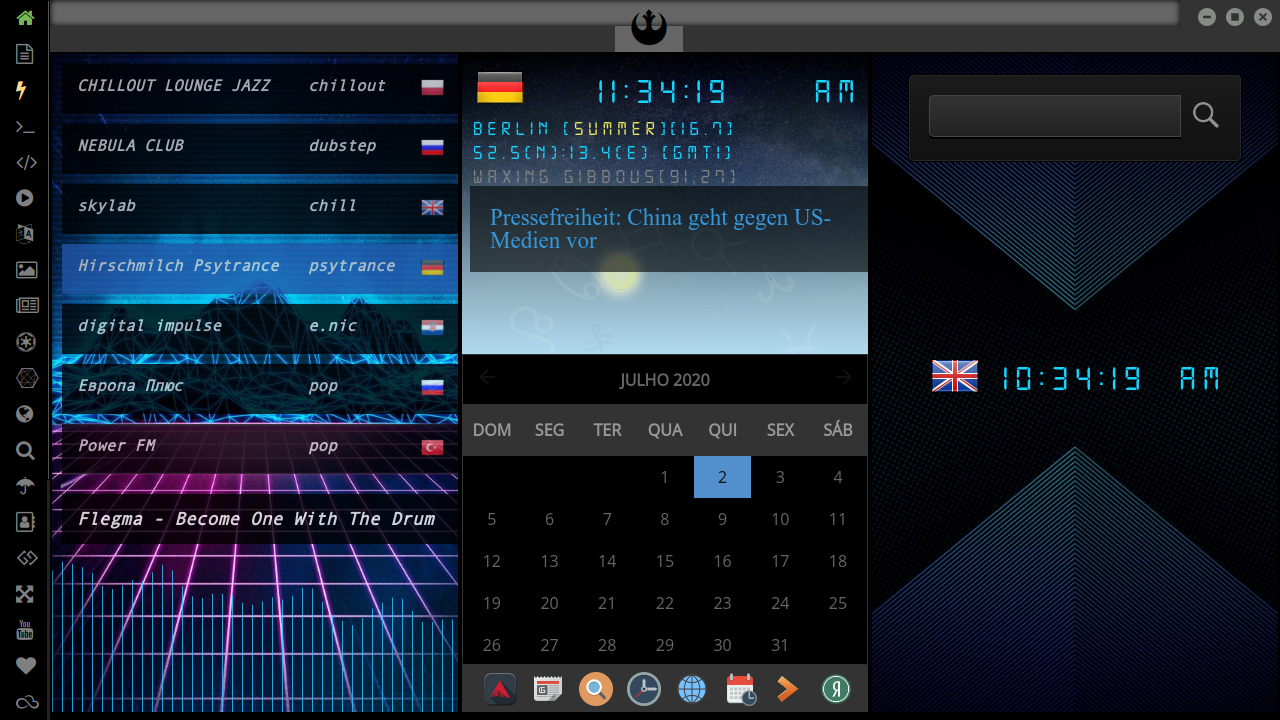 CHILLOUT LOUNGE JAZZ chillout
NEBULA CLUB dubstep
skylab chill
Hirschmilch Psytrance psytrance
digital impulse e.nic
Европа Плюс pop
Power FM pop
Flegma - Become One With The Drum
11:34:19 AM
BERLIN (SUMMER)(16.7)
52.5(N):13.4(E) (GMT1)
WAXING GIBBOUS(91.27)
Pressefreiheit: China geht gegen US-
Medien vor
JULHO 2020
DOM SEG TER QUA QUI SEX SÁB
1 2 3 4
5 6 7 8 9 10 11
12 13 14 15 16 17 18
19 20 21 22 23 24 25
26 27 28 29 30 31
10:34:19 AM
You
Tube
Я